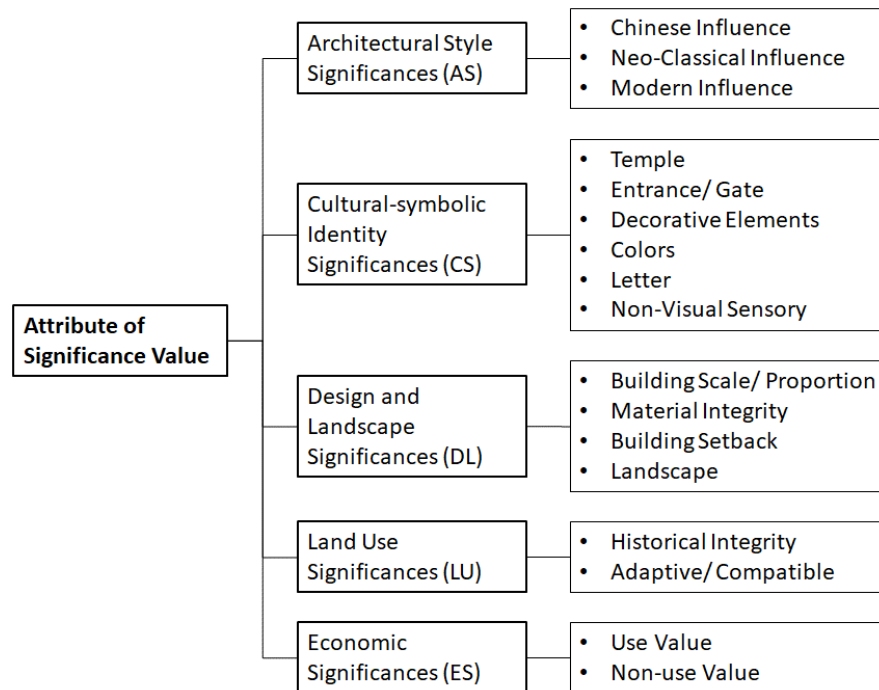 Architectural Style
Significances (AS)
• Chinese Influence
• Neo-Classical Influence
• Modern Influence
Cultural-symbolic
Identity
Significances (CS)
• Temple
• Entrance/ Gate
• Decorative Elements
• Colors
• Letter
• Non-Visual Sensory
Attribute of
Significance Value
Design and
Landscape
Significances (DL)
• Building Scale/ Proportion
• Material Integrity
• Building Setback
• Landscape
Land Use
Significances (LU)
• Historical Integrity
• Adaptive/ Compatible
Economic
Significances (ES)
• Use Value
• Non-use Value